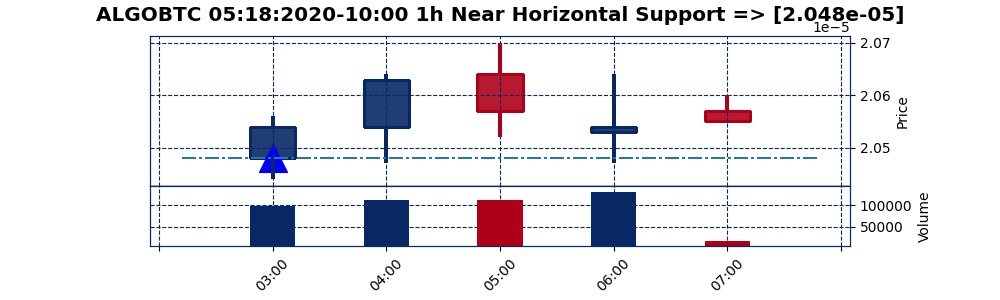 ALGOBTC 05:18:2020-10:00 1h Near Horizontal Support => [2.048e-05]
1e−5
2.07
2.06
2.05
Price
100000
50000
Volume
03:00
04:00
05:00
06:00
07:00